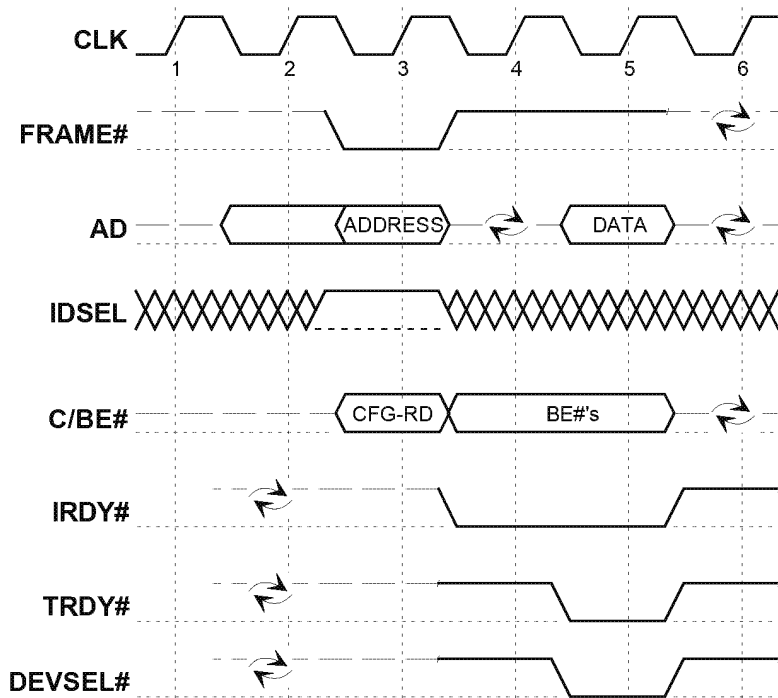 CLK
1 2 3 4 5 6
FRAME#
AD ADDRESS DATA
IDSEL
C/BE# CFG-RD BE#'s
IRDY#
TRDY#
DEVSEL#